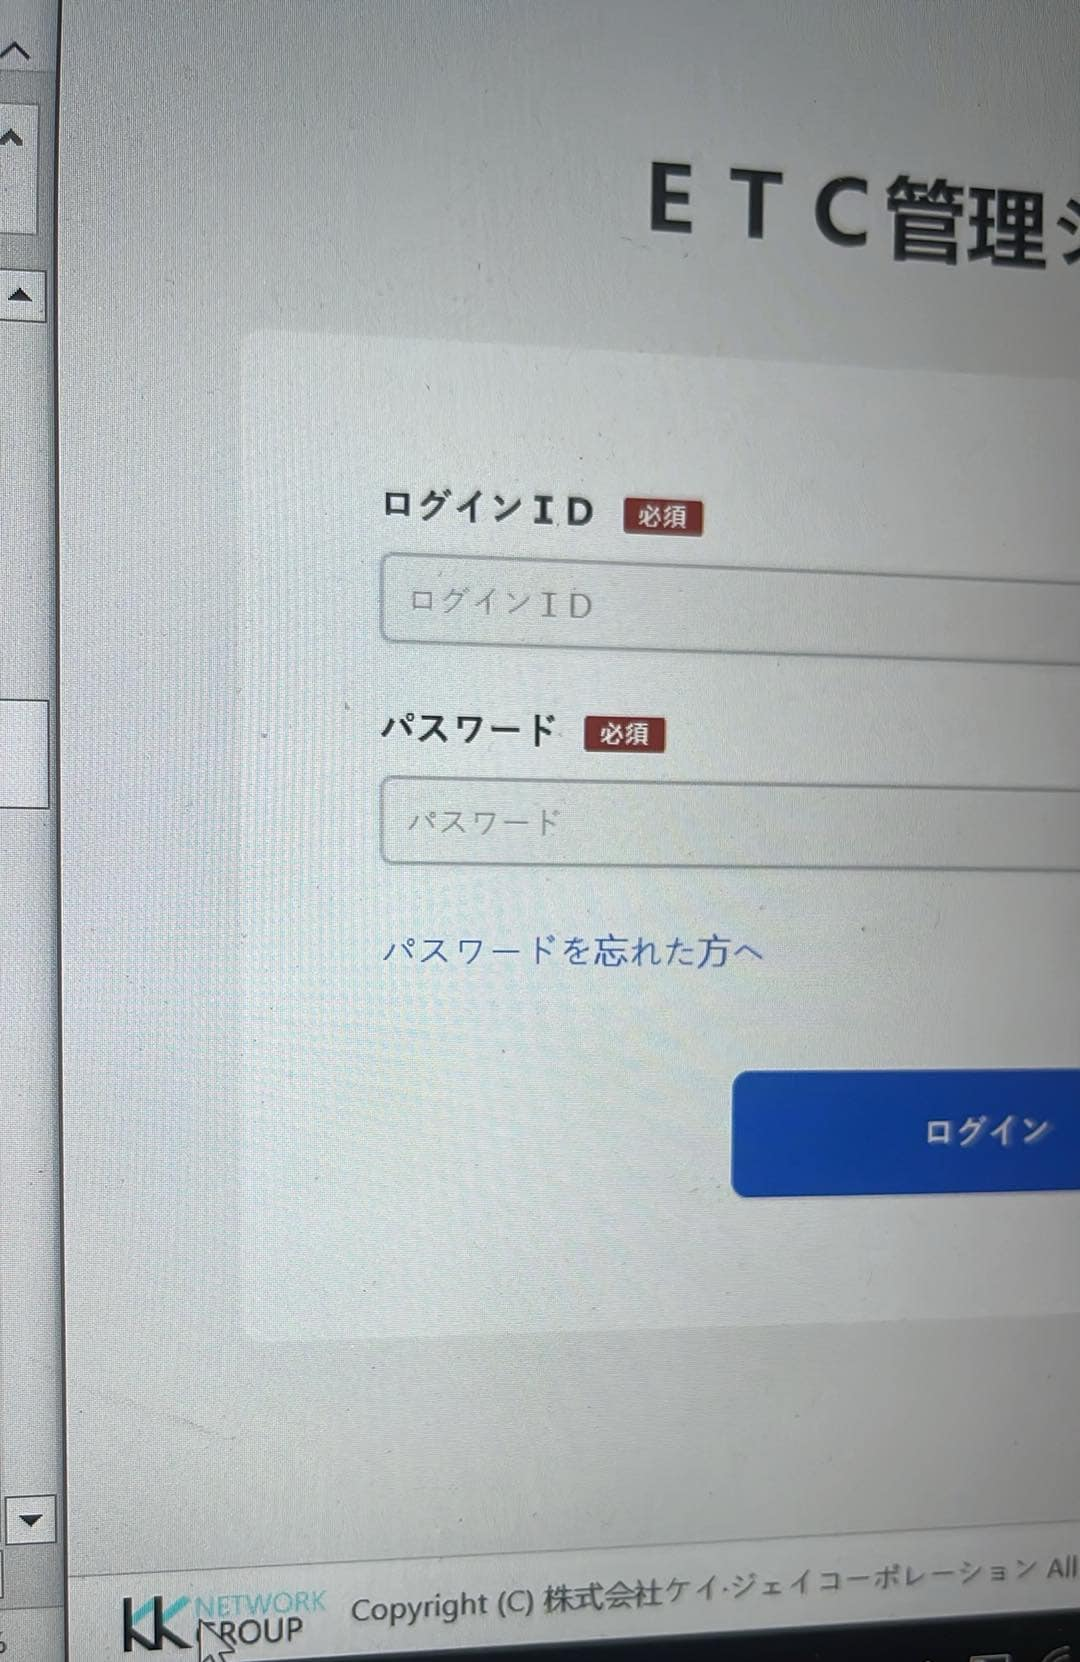 ＥＴＣ管理シ
ログインＩＤ 必須
ログインＩＤ
パスワード 必須
パスワード
パスワードを忘れた方へ
ログイン
KK NETWORK GROUP
Copyright (C) 株式会社ケイ·ジェイコーポレーション All